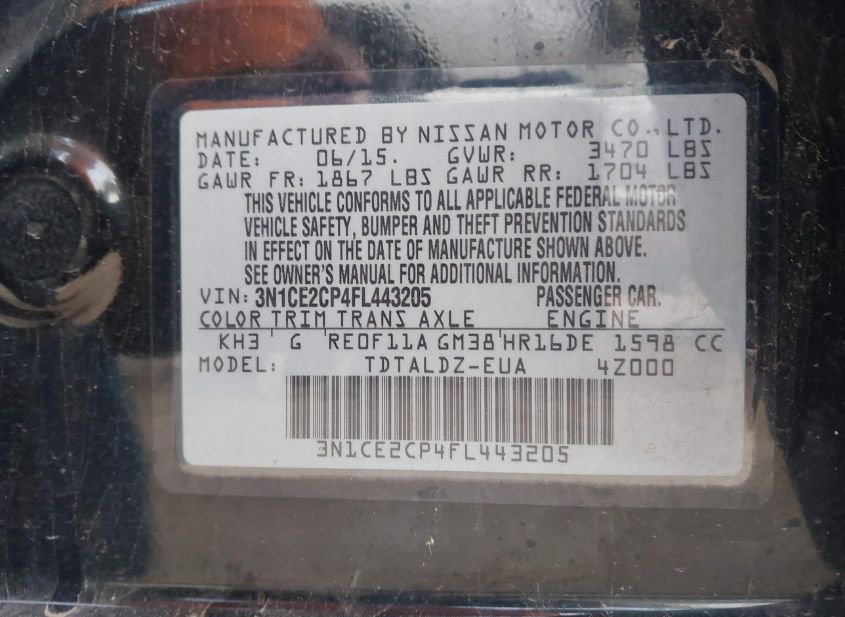 MANUFACTURED BY NISSAN MOTOR CO., LTD.
DATE: 06/15. GVWR: 3470 LBS
GAWR FR: 1867 LBS GAWR RR: 1704 LBS
THIS VEHICLE CONFORMS TO ALL APPLICABLE FEDERAL MOTOR
VEHICLE SAFETY, BUMPER AND THEFT PREVENTION STANDARDS
IN EFFECT ON THE DATE OF MANUFACTURE SHOWN ABOVE.
SEE OWNER'S MANUAL FOR ADDITIONAL INFORMATION.
VIN: 3N1CE2CP4FL443205 PASSENGER CAR.
COLOR TRIM TRANS AXLE ENGINE
KH3 ' G 'RE0F11A GM38'HR16DE 1598 CC
MODEL: TDTALDZ-EUA 4Z000
3N1CE2CP4FL443205